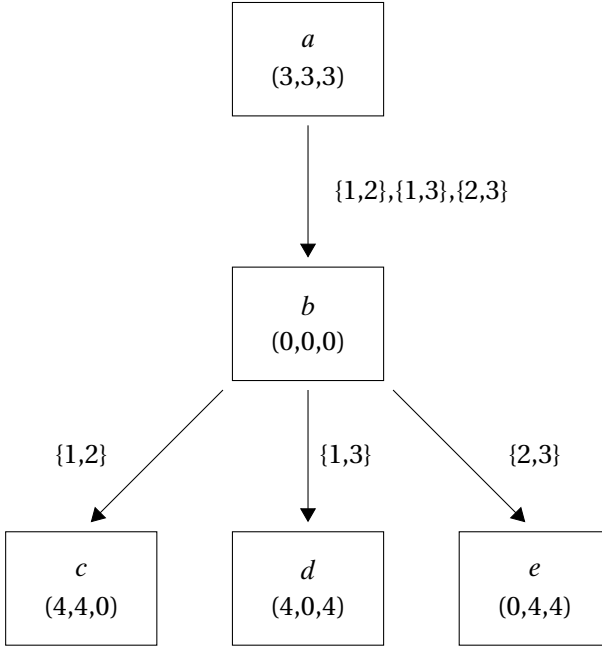 a
(3,3,3)
{1,2},{1,3},{2,3}
b
(0,0,0)
{1,2}
{1,3}
{2,3}
c
(4,4,0)
d
(4,0,4)
e
(0,4,4)